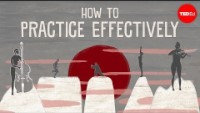 HOW TO
PRACTICE EFFECTIVELY
TED Ed